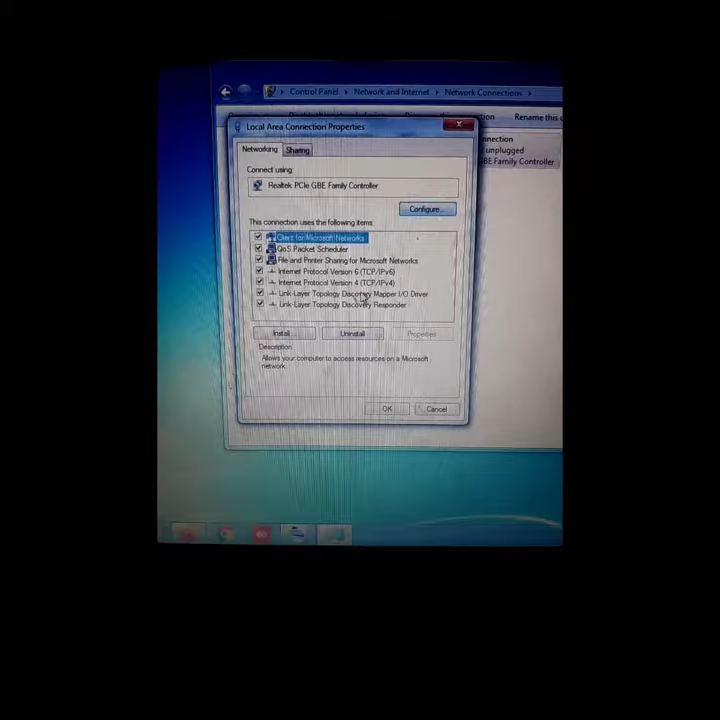 Control Panel
Network and Internet
Network Connections
Rename this c
Local Area Connection Properties
Networking
Sharing
nnection
unplugged
GBE Family Controller
Connect using:
Realtek PCIe GBE Family Controller
Configure...
This connection uses the following items:
Client for Microsoft Networks
QoS Packet Scheduler
File and Printer Sharing for Microsoft Networks
Internet Protocol Version 6 (TCP/IPv6)
Internet Protocol Version 4 (TCP/IPv4)
Link-Layer Topology Discovery Mapper I/O Driver
Link-Layer Topology Discovery Responder
Install...
Uninstall
Properties
Description
Allows your computer to access resources on a Microsoft
network.
OK
Cancel